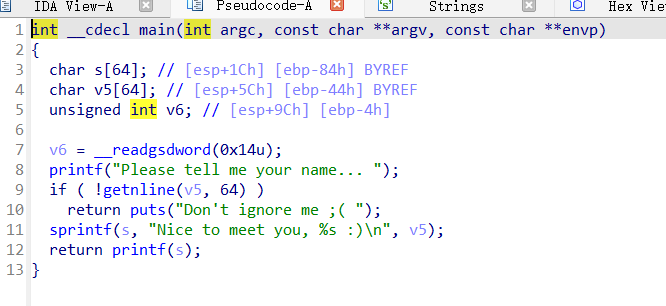 IDA View-A Pseudocode-A Strings Hex View
1 int __cdecl main(int argc, const char **argv, const char **envp)
2 {
3 char s[64]; // [esp+1Ch] [ebp-84h] BYREF
4 char v5[64]; // [esp+5Ch] [ebp-44h] BYREF
5 unsigned int v6; // [esp+9Ch] [ebp-4h]
6
7 v6 = __readgsdword(0x14u);
8 printf("Please tell me your name... ");
9 if ( !getnline(v5, 64) )
10 return puts("Don't ignore me ;( ");
11 sprintf(s, "Nice to meet you, %s :)\n", v5);
12 return printf(s);
13 }